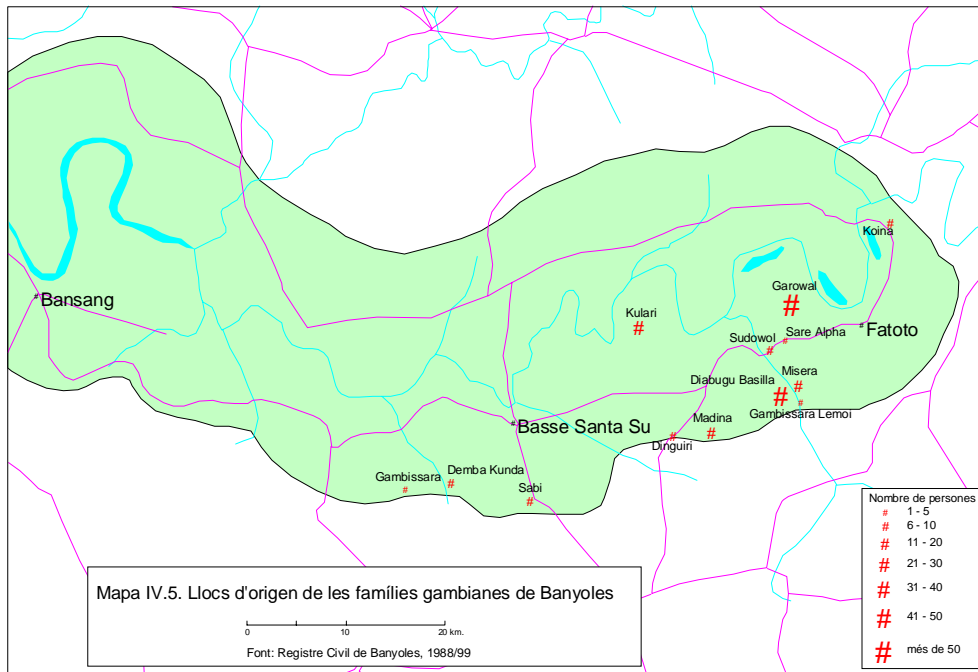 Koina
Garowal
Bansang
Kulari
Sare Alpha
Fatoto
Sudowol
Misera
Diabugu Basilla
Gambissara Lemoi
Madina
Basse Santa Su
Dinguiri
Gambissara
Demba Kunda
Sabi
Nombre de persones
1 - 5
6 - 10
11 - 20
21 - 30
31 - 40
41 - 50
més de 50
Mapa IV.5. Llocs d'origen de les famílies gambianes de Banyoles
0 10 20 km.
Font: Registre Civil de Banyoles, 1988/99